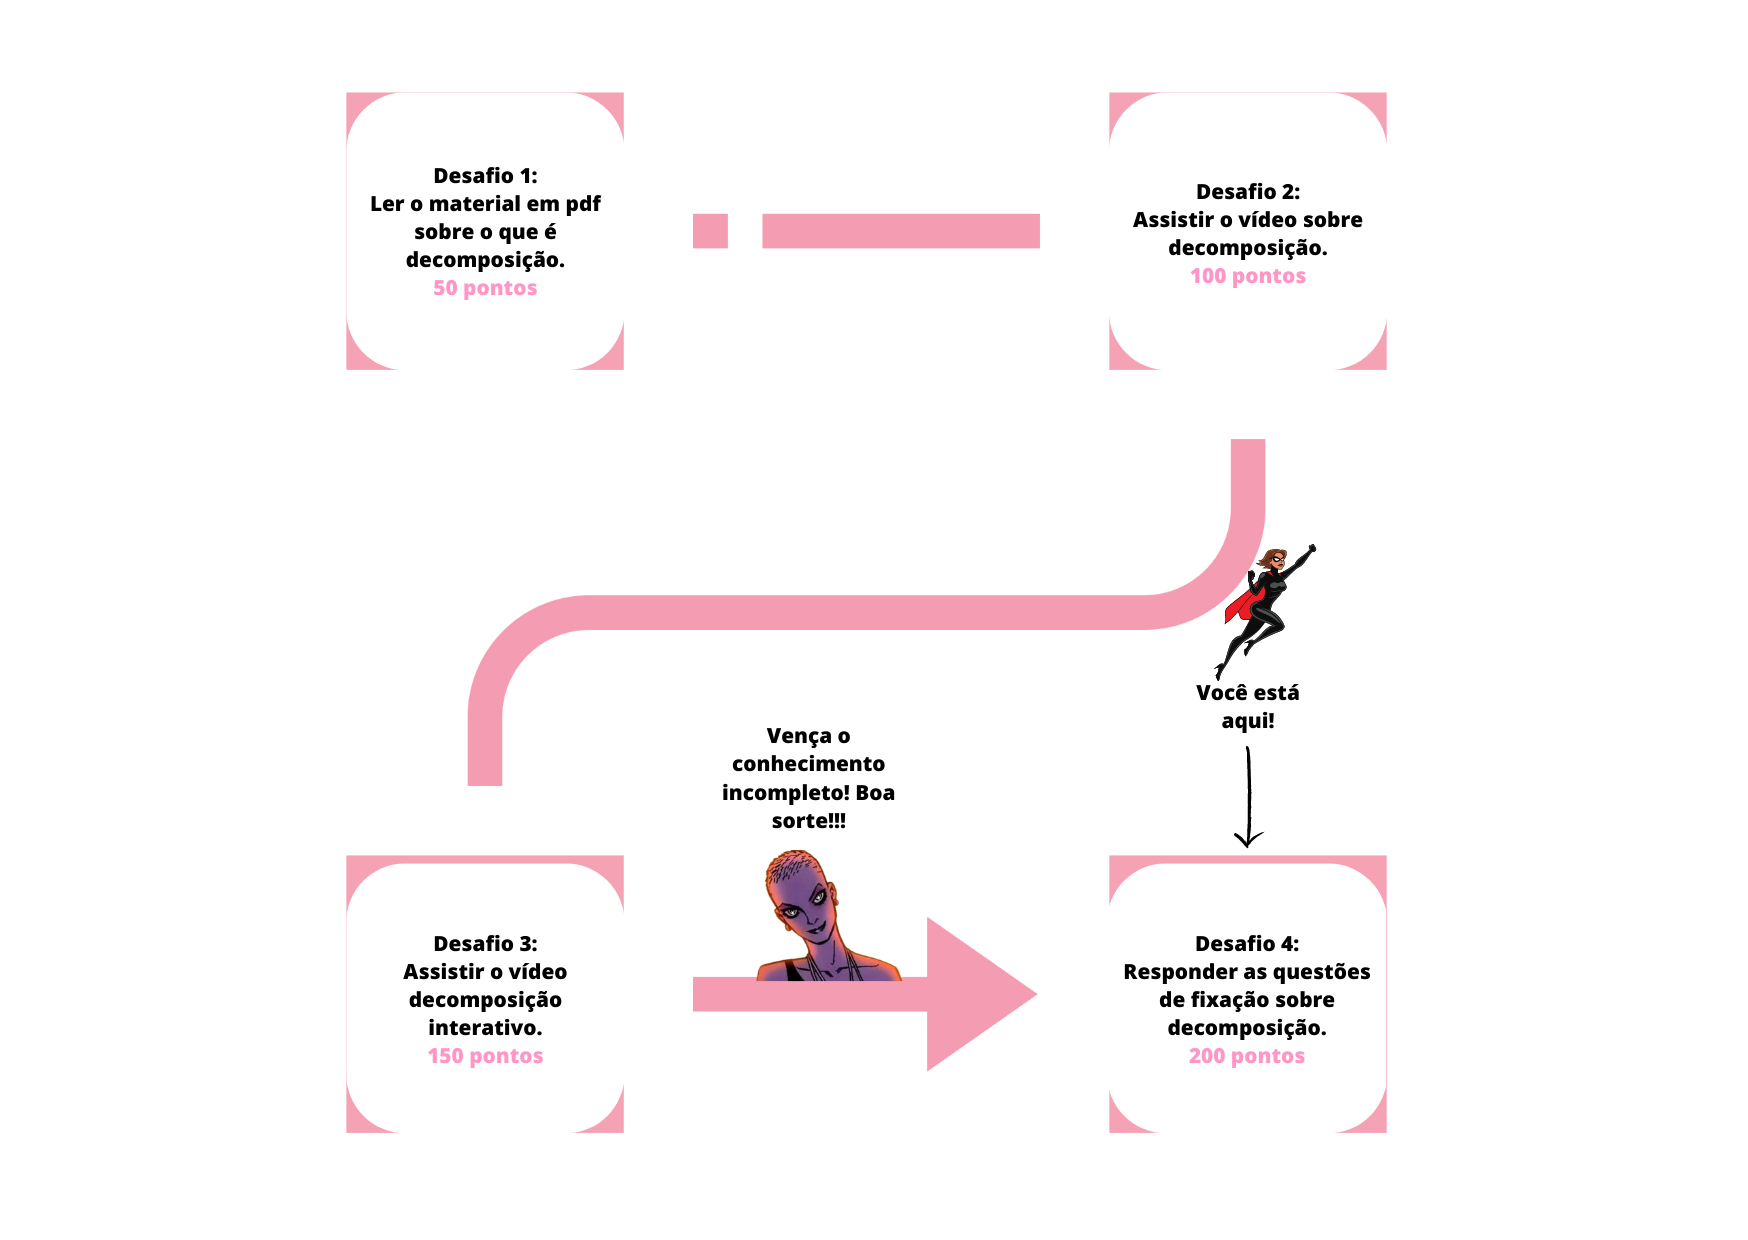 Desafio 1:
Ler o material em pdf
sobre o que é
decomposição.
50 pontos
Desafio 2:
Assistir o vídeo sobre
decomposição.
100 pontos
Você está
aqui!
Vença o
conhecimento
incompleto! Boa
sorte!!!
Desafio 3:
Assistir o vídeo
decomposição
interativo.
150 pontos
Desafio 4:
Responder as questões
de fixação sobre
decomposição.
200 pontos